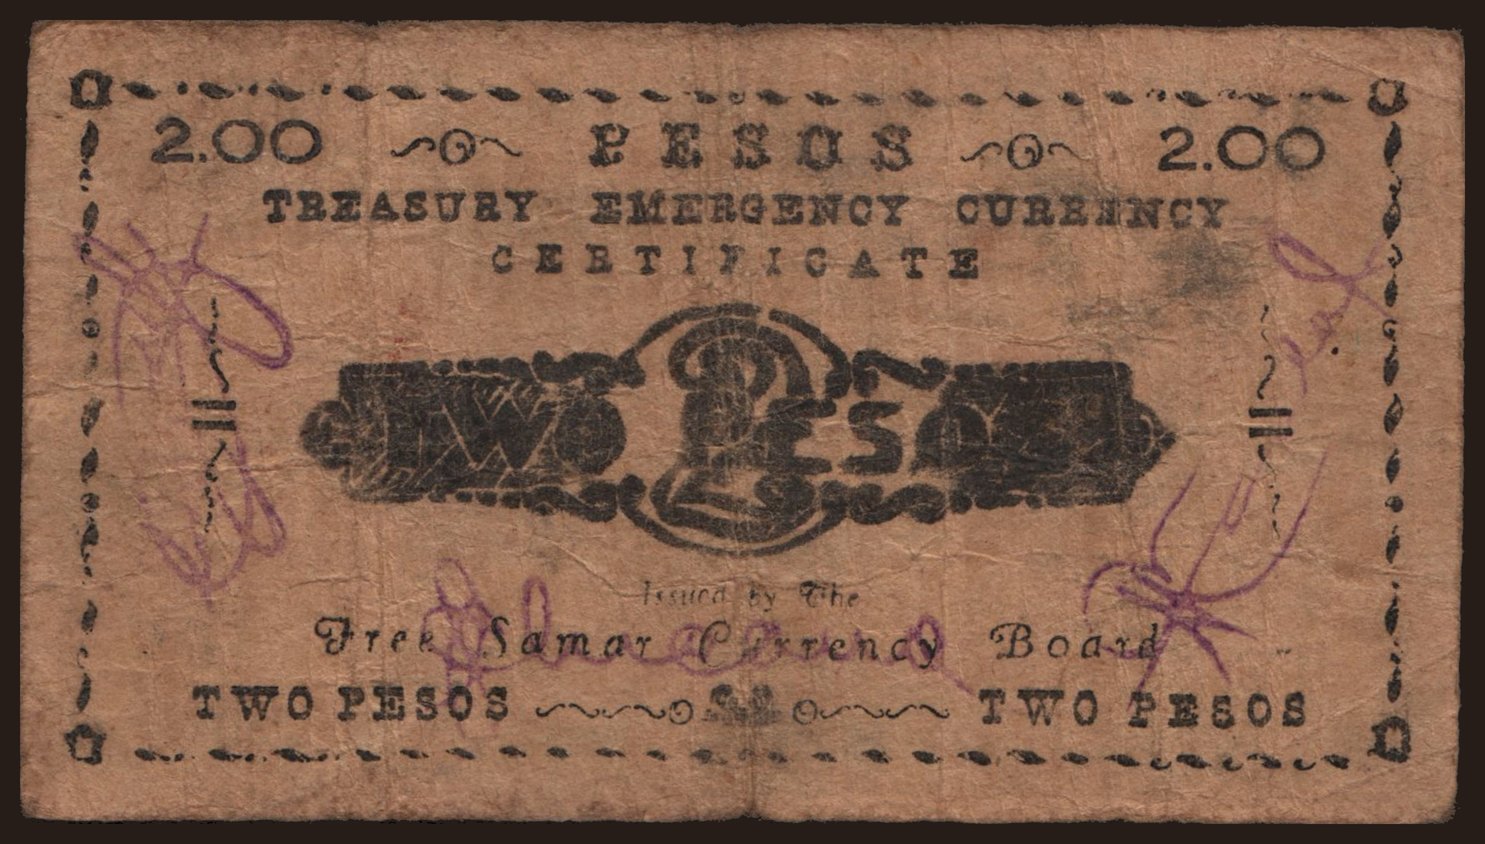 2.00 PESOS 2.00
TREASURY EMERGENCY CURRENCY
CERTIFICATE
TWO PESO
Issued by The
Free Samar Currency Board
TWO PESOS TWO PESOS